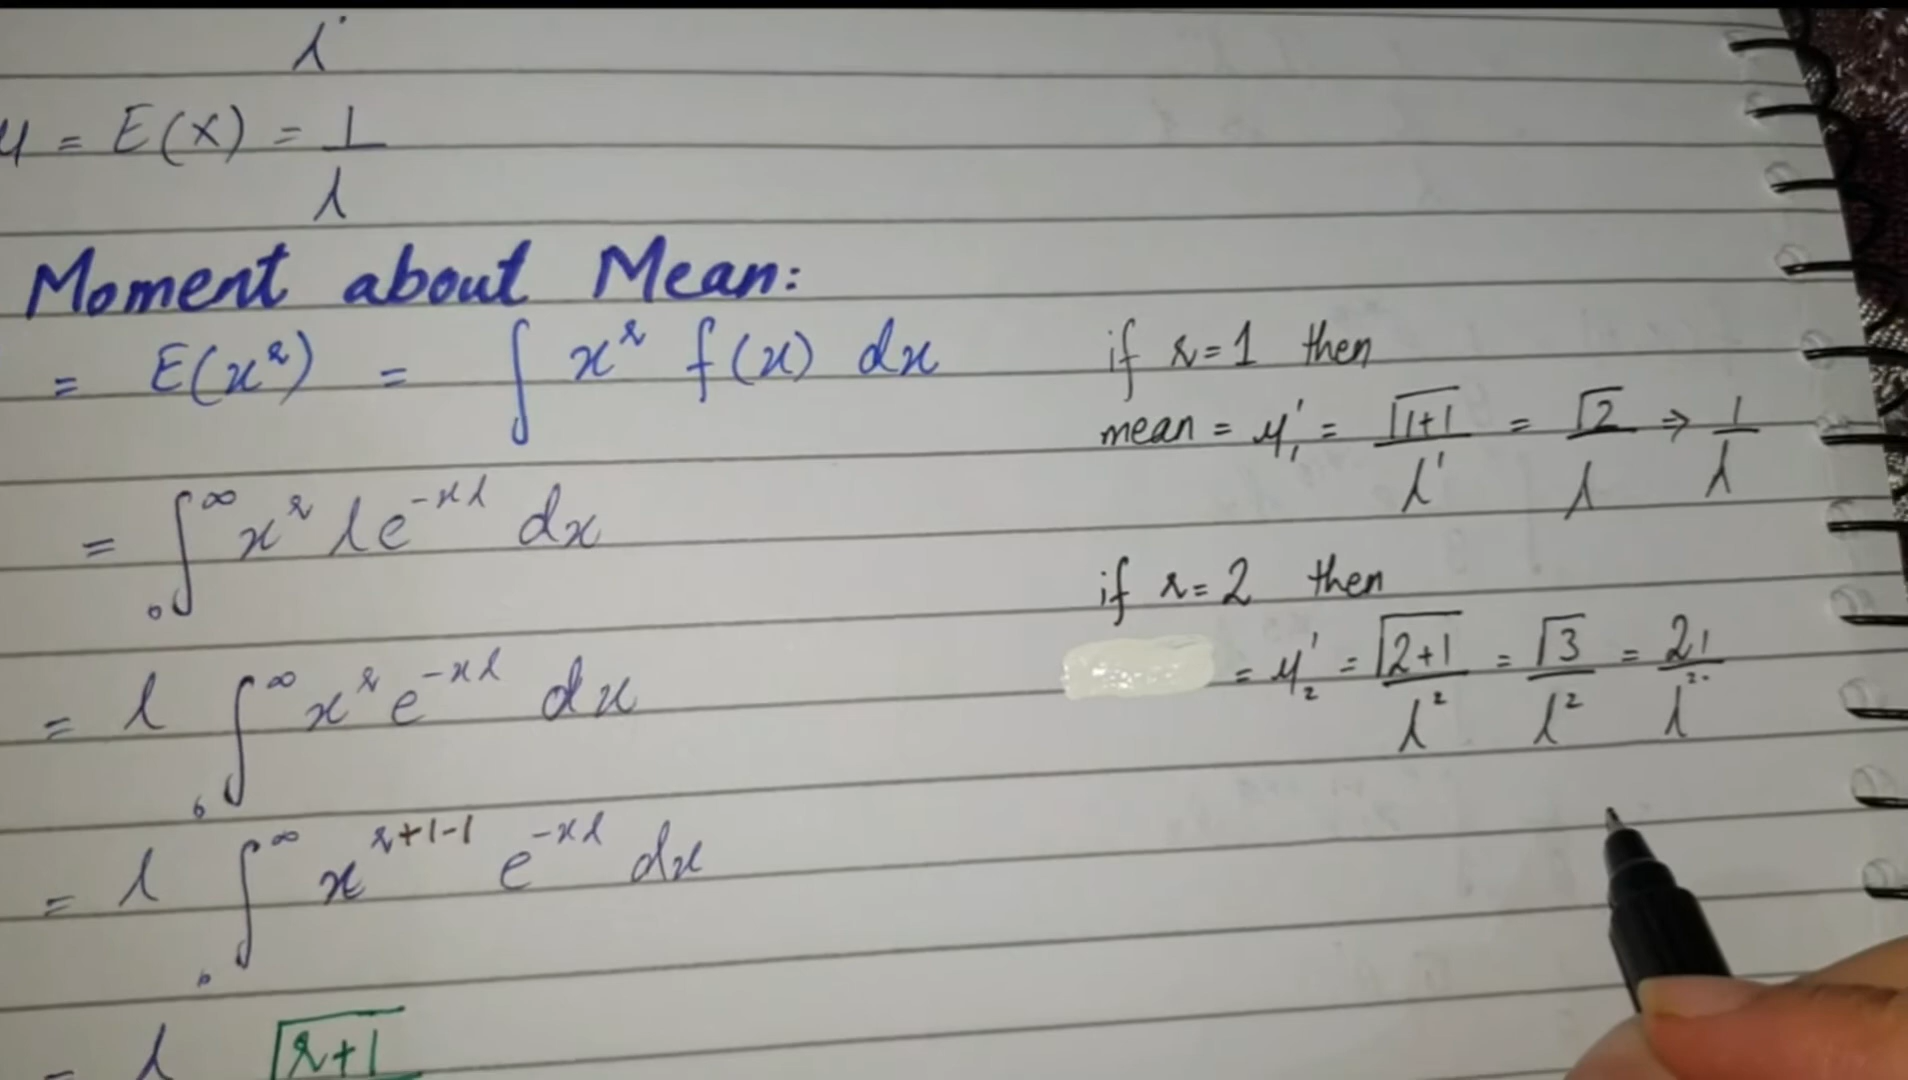 λ
μ = E(X) = 1/λ
Moment about Mean:
= E(x^r) = ∫ x^r f(x) dx
= ∫₀^∞ x^r λe^{-xλ} dx
= λ ∫₀^∞ x^r e^{-xλ} dx
= λ ∫₀^∞ x^{r+1-1} e^{-xλ} dx
= λ Γ(r+1)
if r=1 then
mean = μ'₁ = Γ(1+1)/λ¹ = Γ2/λ ⇒ 1/λ
if r=2 then
= μ'₂ = Γ(2+1)/λ² = Γ3/λ² = 2!/λ²